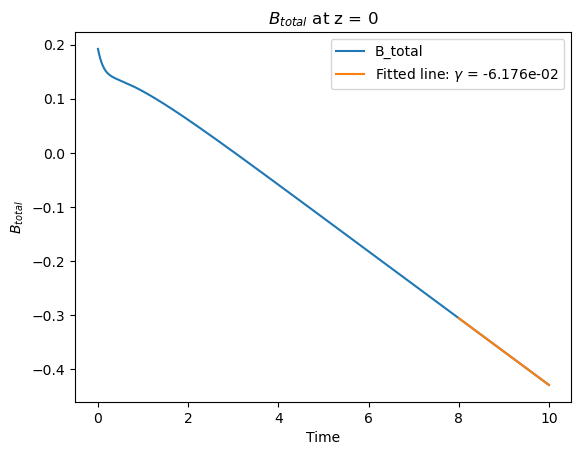 B_total at z = 0
B_total
Fitted line: γ = -6.176e-02
0.2
0.1
0.0
−0.1
−0.2
−0.3
−0.4
B_total
0 2 4 6 8 10
Time